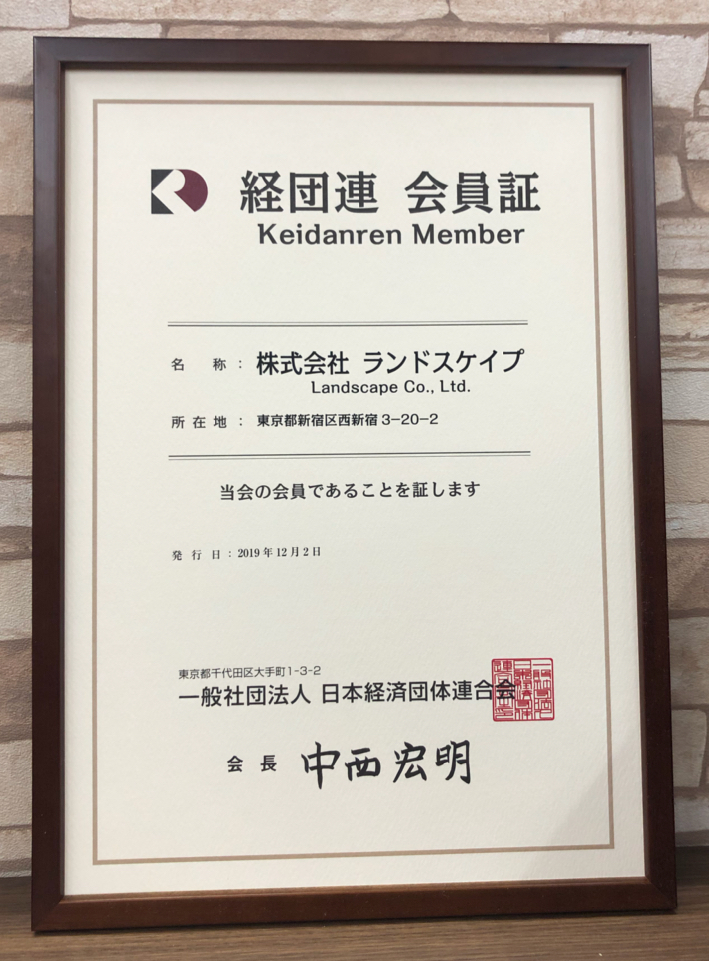 経団連 会員証
Keidanren Member
名 称 : 株式会社 ランドスケイプ
Landscape Co., Ltd.
所在地 : 東京都新宿区西新宿3−20−2
当会の会員であることを証します
発行日 : 2019年12月2日
東京都千代田区大手町1-3-2
一般社団法人 日本経済団体連合会
会 長 中西宏明